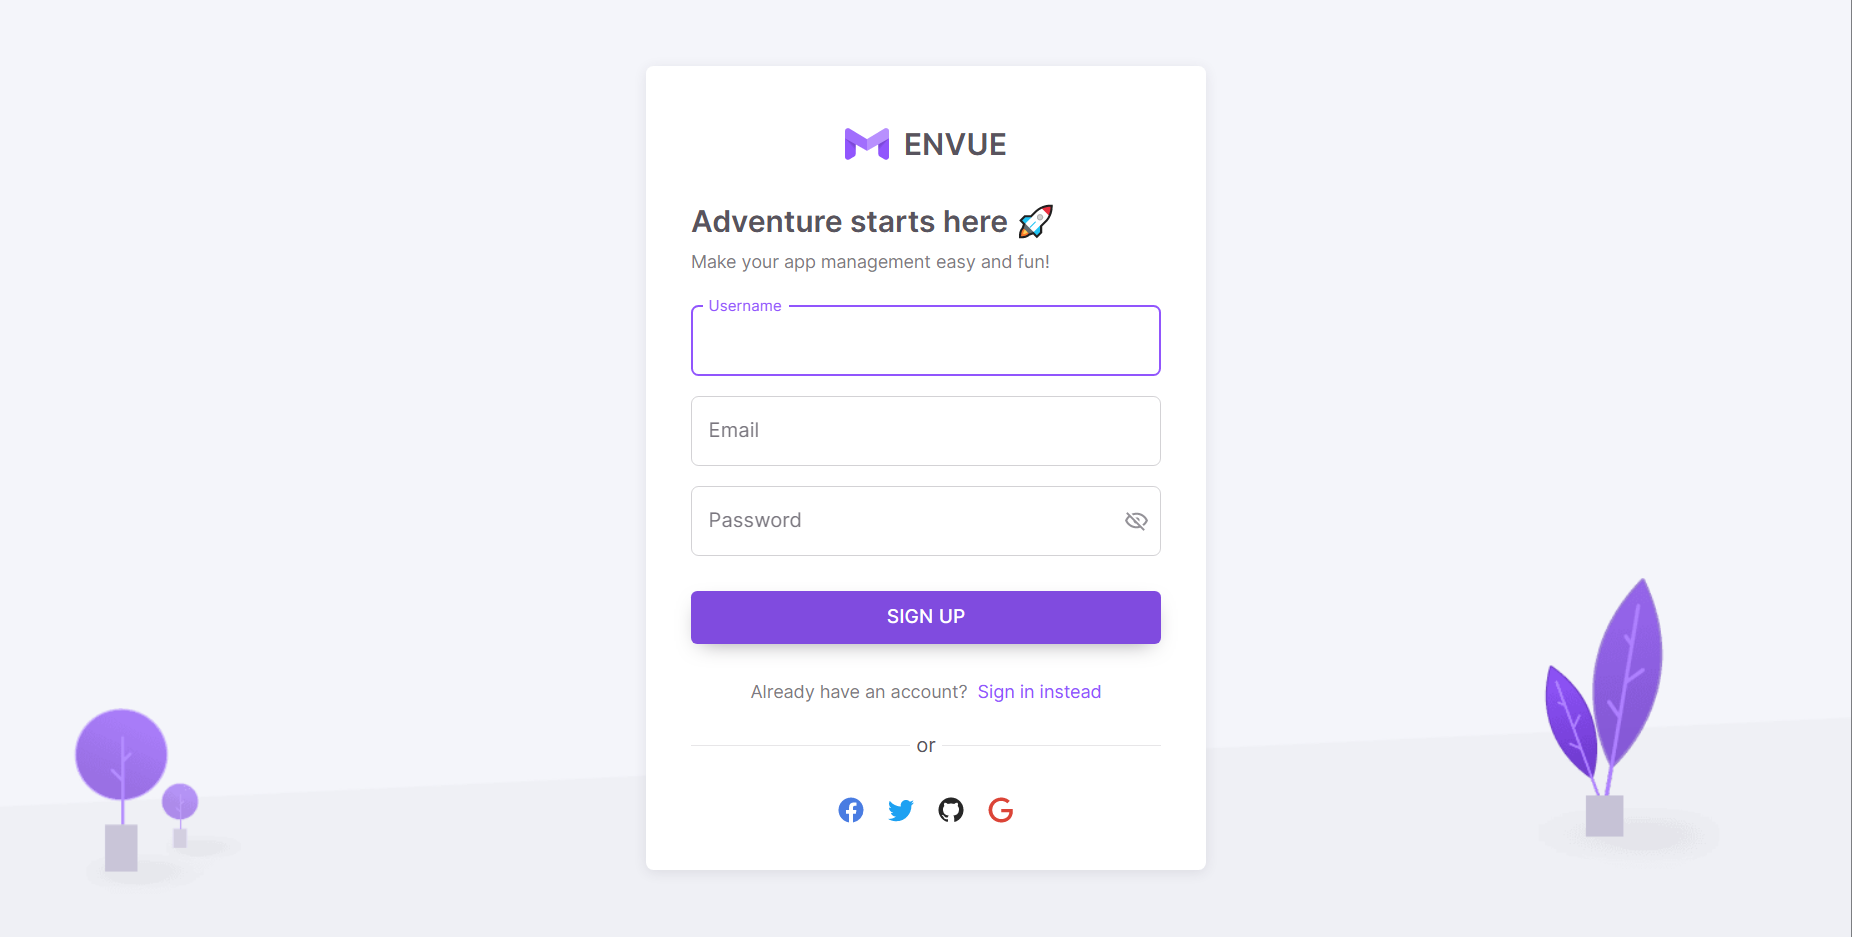 ENVUE
Adventure starts here 🚀
Make your app management easy and fun!
Username
Email
Password
SIGN UP
Already have an account? Sign in instead
or